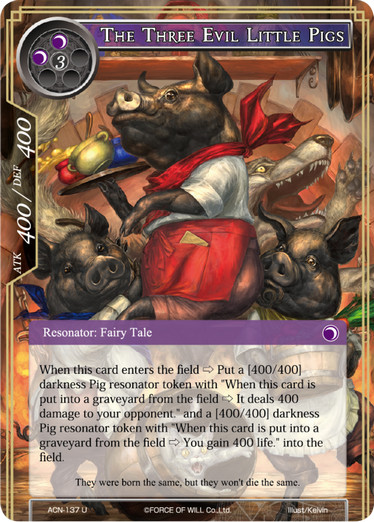 THE THREE EVIL LITTLE PIGS
3
ATK 400 / DEF 400
Resonator: Fairy Tale
When this card enters the field ⇨ Put a [400/400]
darkness Pig resonator token with "When this card is
put into a graveyard from the field ⇨ It deals 400
damage to your opponent." and a [400/400] darkness
Pig resonator token with "When this card is put into a
graveyard from the field ⇨ You gain 400 life." into the
field.
They were born the same, but they won't die the same.
ACN-137 U
©FORCE OF WILL Co.,Ltd.
Illust/Kelvin